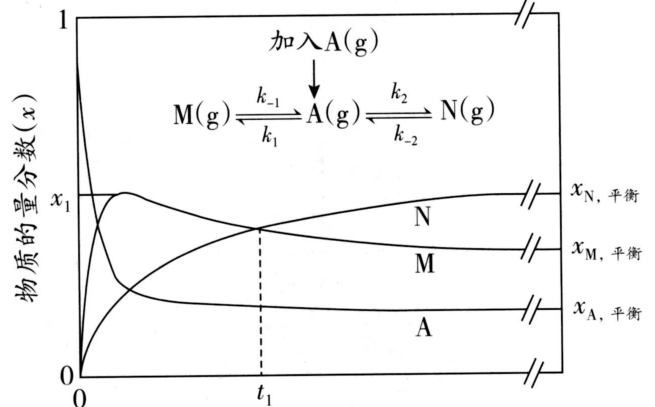 1
加入A(g)
M(g) k₋₁ k₁ A(g) k₂ k₋₂ N(g)
物质的量分数(x)
x₁
N
x_N, 平衡
M
x_M, 平衡
A
x_A, 平衡
0
0 t₁